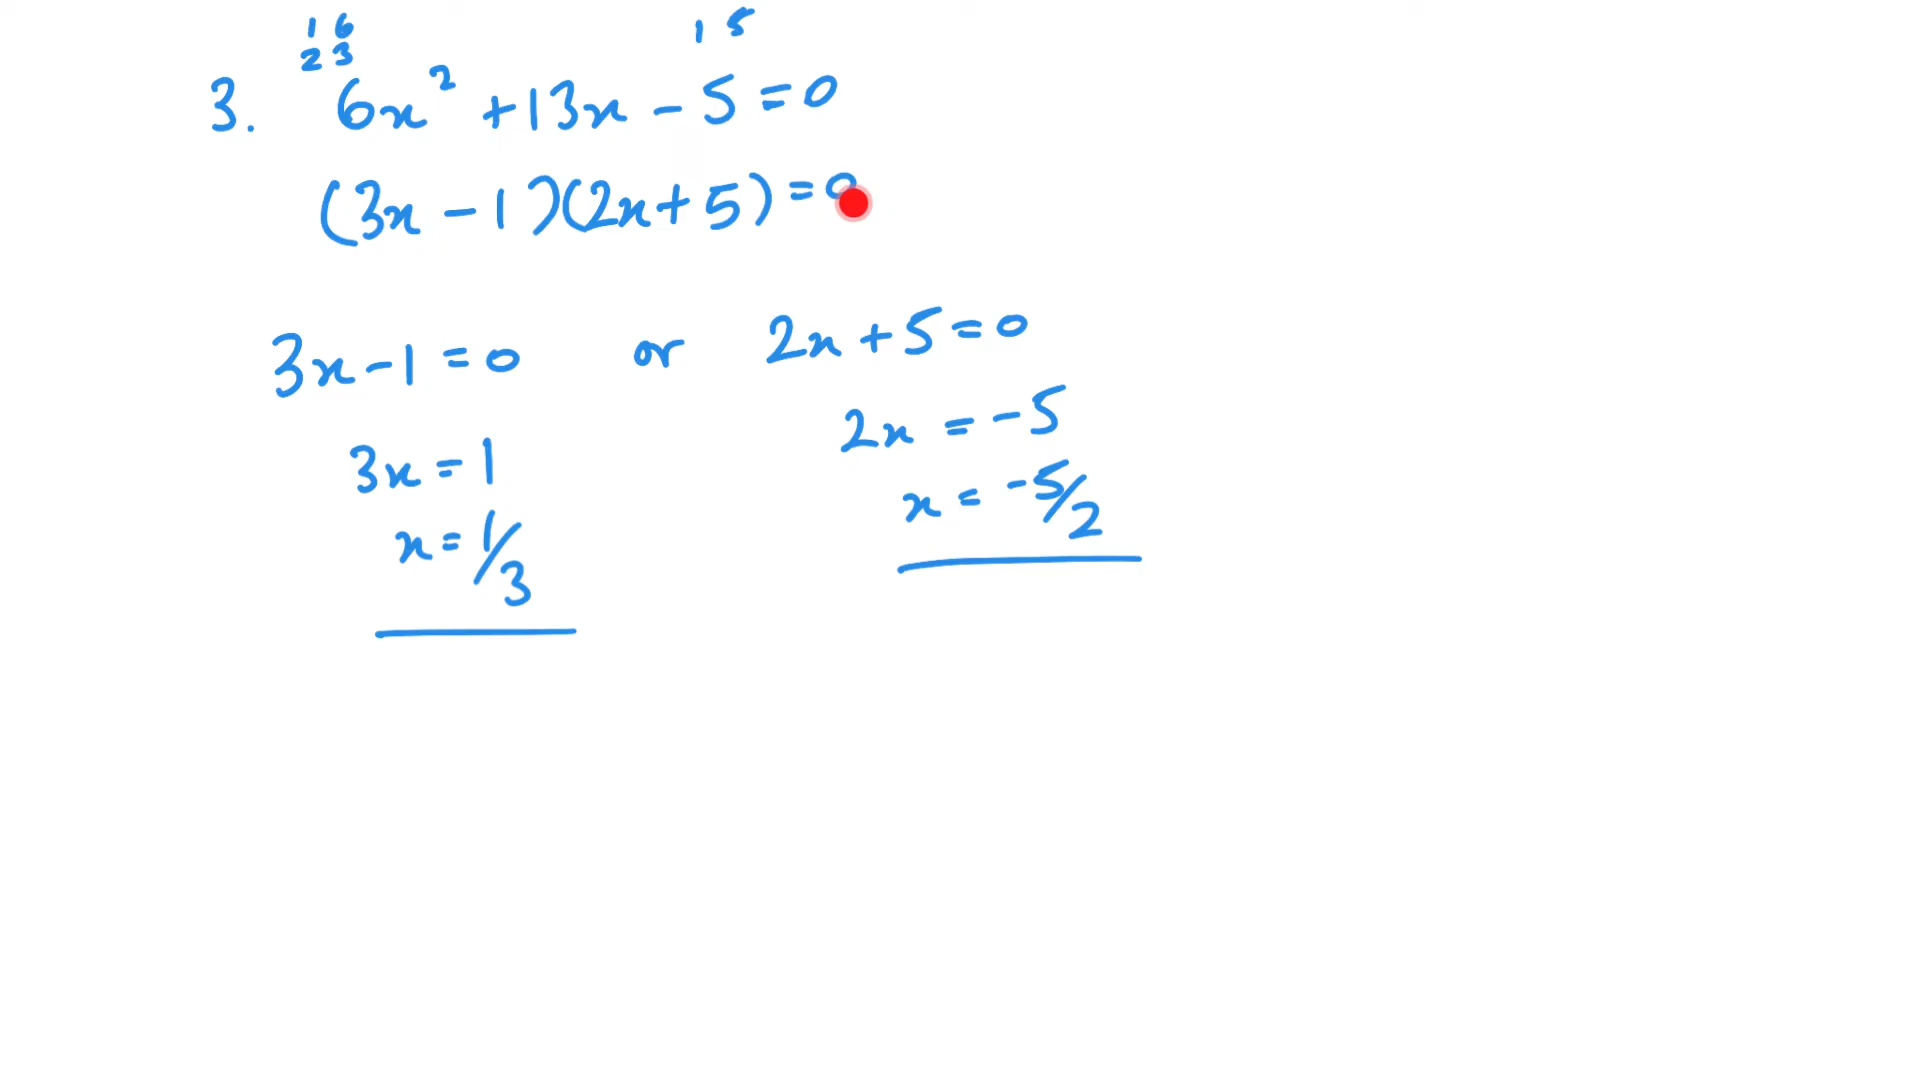 1 6 1 5
2 3
3. 6x² + 13x - 5 = 0
(3x - 1)(2x + 5) = 0
3x - 1 = 0 or 2x + 5 = 0
2x = -5
3x = 1
x = -5/2
x = 1/3